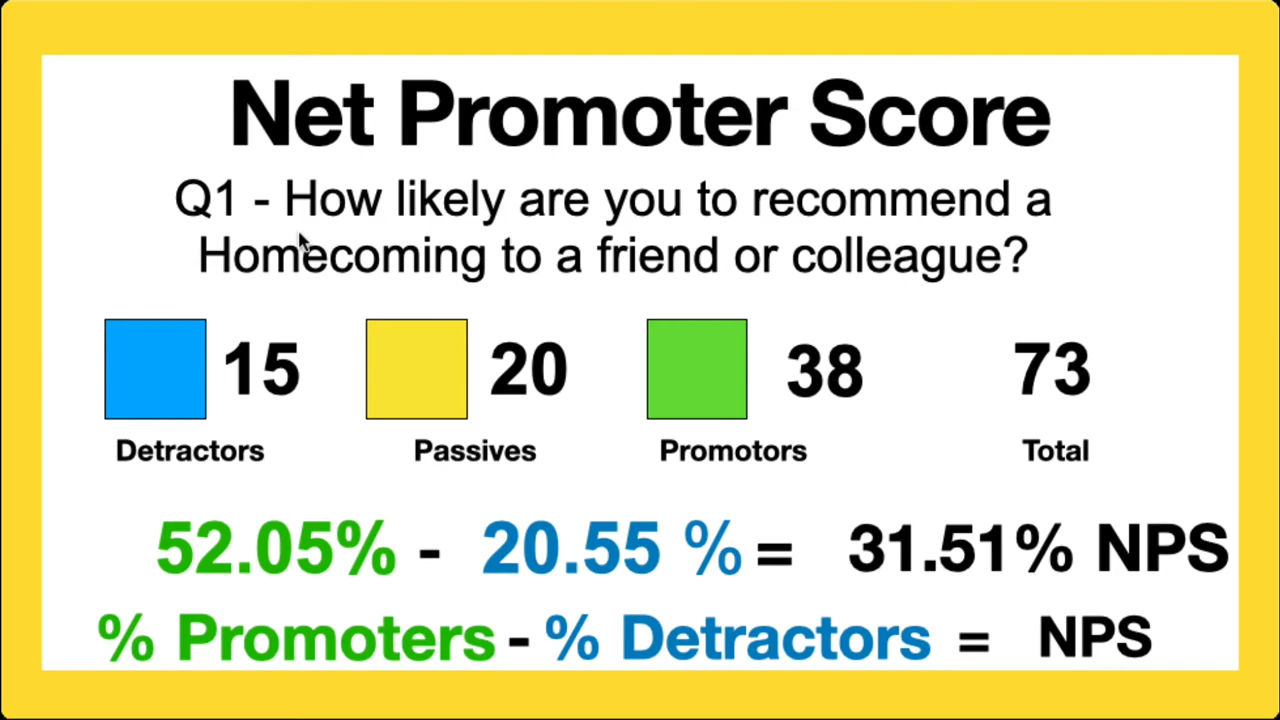 Net Promoter Score
Q1 - How likely are you to recommend a
Homecoming to a friend or colleague?
15 20 38 73
Detractors Passives Promotors Total
52.05% - 20.55 % = 31.51% NPS
% Promoters - % Detractors = NPS